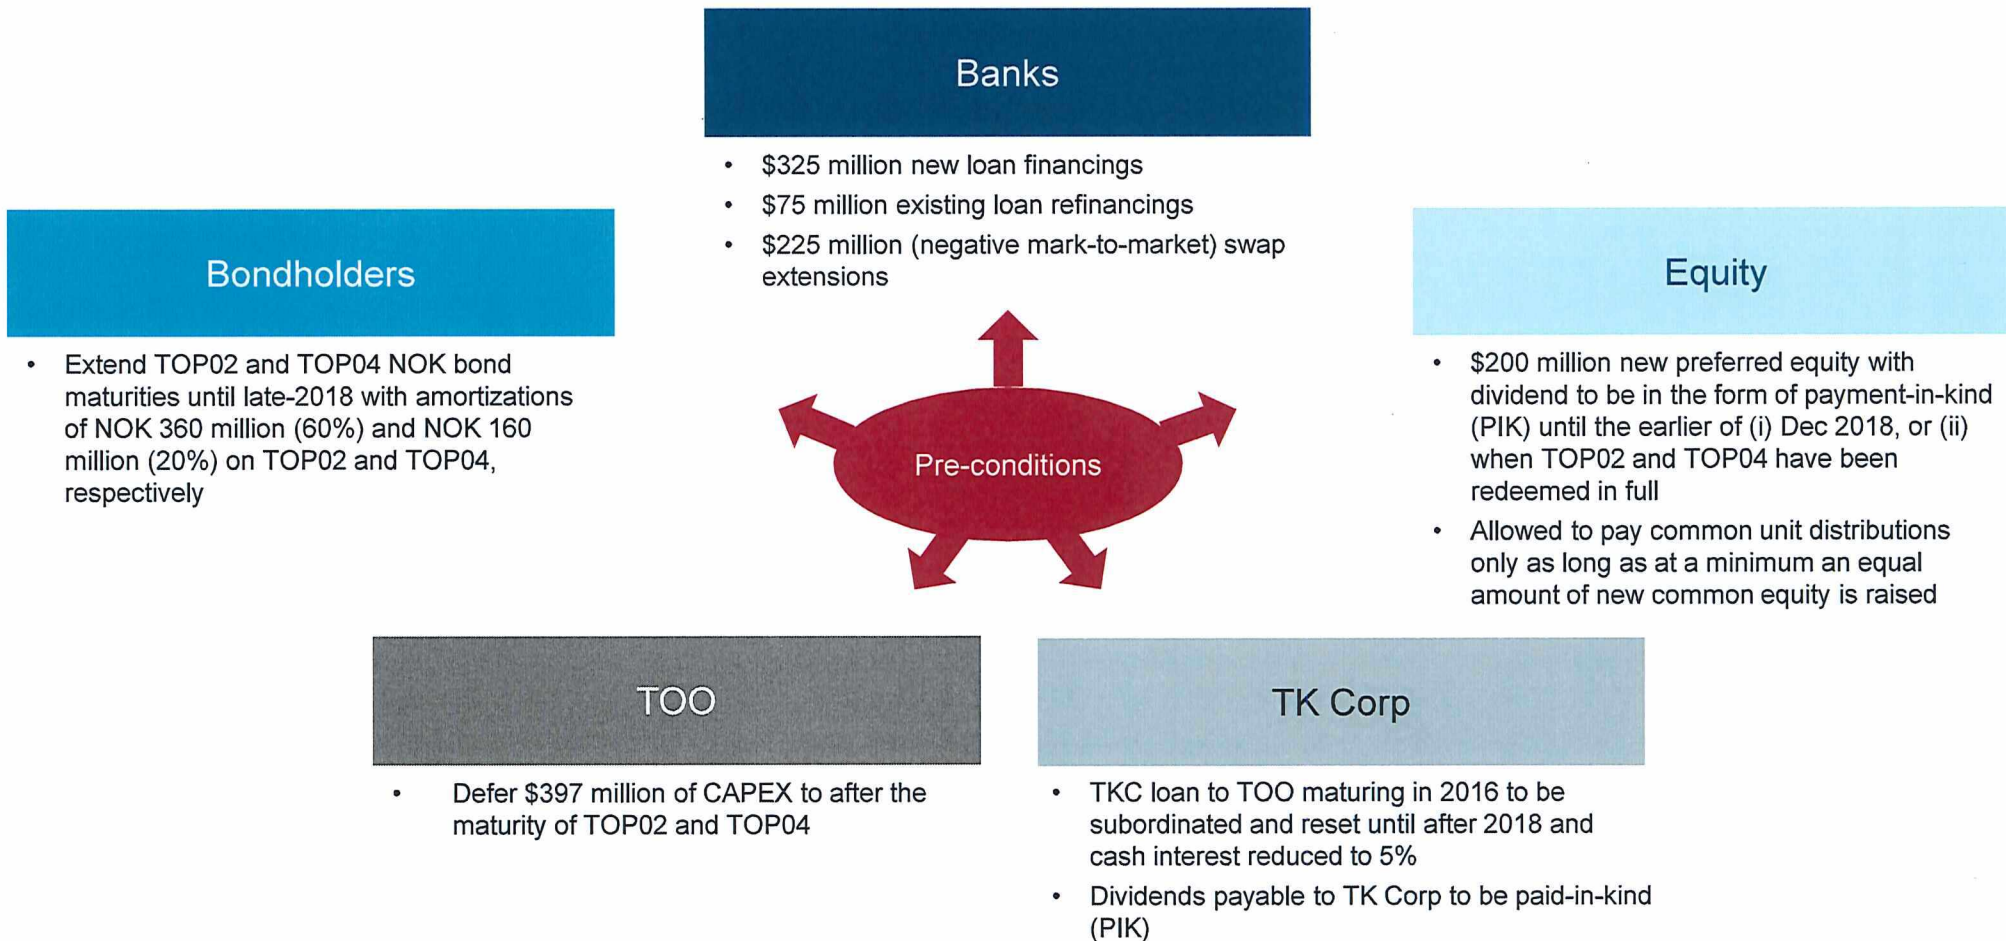 Banks
• $325 million new loan financings
• $75 million existing loan refinancings
• $225 million (negative mark-to-market) swap
extensions
Bondholders
• Extend TOP02 and TOP04 NOK bond
maturities until late-2018 with amortizations
of NOK 360 million (60%) and NOK 160
million (20%) on TOP02 and TOP04,
respectively
Equity
• $200 million new preferred equity with
dividend to be in the form of payment-in-kind
(PIK) until the earlier of (i) Dec 2018, or (ii)
when TOP02 and TOP04 have been
redeemed in full
• Allowed to pay common unit distributions
only as long as at a minimum an equal
amount of new common equity is raised
Pre-conditions
TOO
• Defer $397 million of CAPEX to after the
maturity of TOP02 and TOP04
TK Corp
• TKC loan to TOO maturing in 2016 to be
subordinated and reset until after 2018 and
cash interest reduced to 5%
• Dividends payable to TK Corp to be paid-in-kind
(PIK)